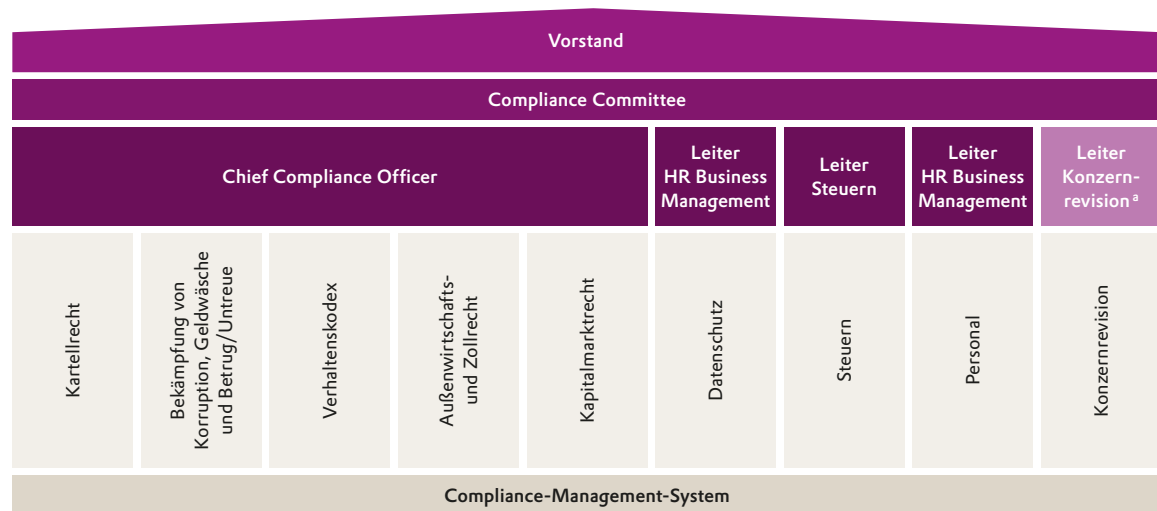 Vorstand
Compliance Committee
Chief Compliance Officer
Leiter
HR Business
Management
Leiter
Steuern
Leiter
HR Business
Management
Leiter
Konzern-
revision a
Kartellrecht
Bekämpfung von
Korruption, Geldwäsche
und Betrug/Untreue
Verhaltenskodex
Außenwirtschafts-
und Zollrecht
Kapitalmarktrecht
Datenschutz
Steuern
Personal
Konzernrevision
Compliance-Management-System